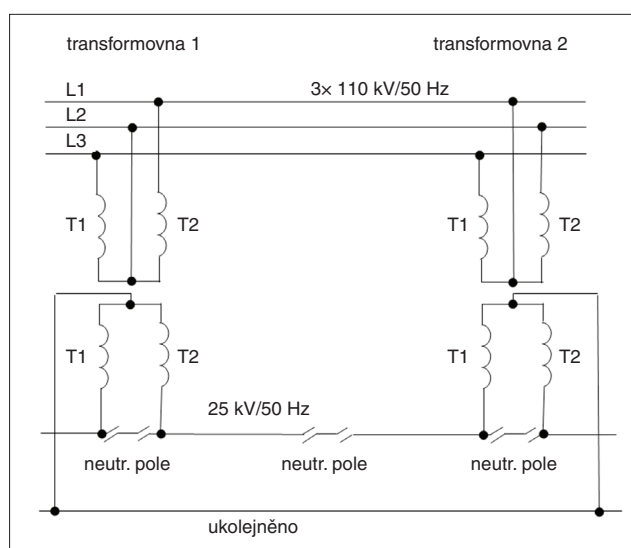 transformovna 1
transformovna 2
L1
3× 110 kV/50 Hz
L2
L3
T1
T2
T1
T2
T1
T2
T1
T2
25 kV/50 Hz
neutr. pole
neutr. pole
neutr. pole
ukolejněno